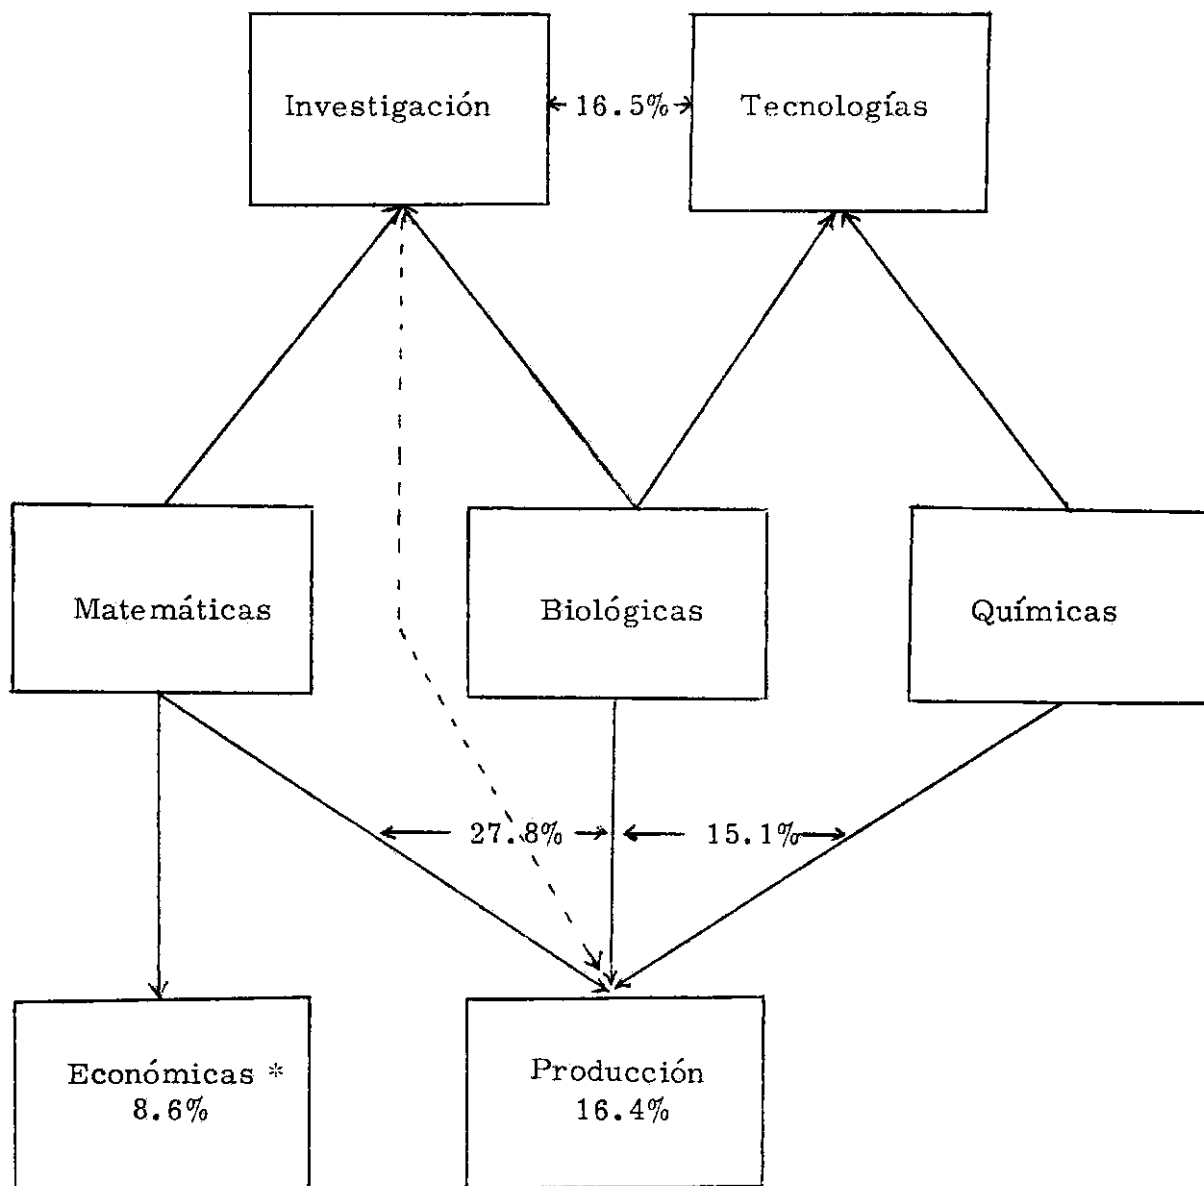 Investigación
16.5%
Tecnologías
Matemáticas
Biológicas
Químicas
27.8%
15.1%
Económicas *
8.6%
Producción
16.4%